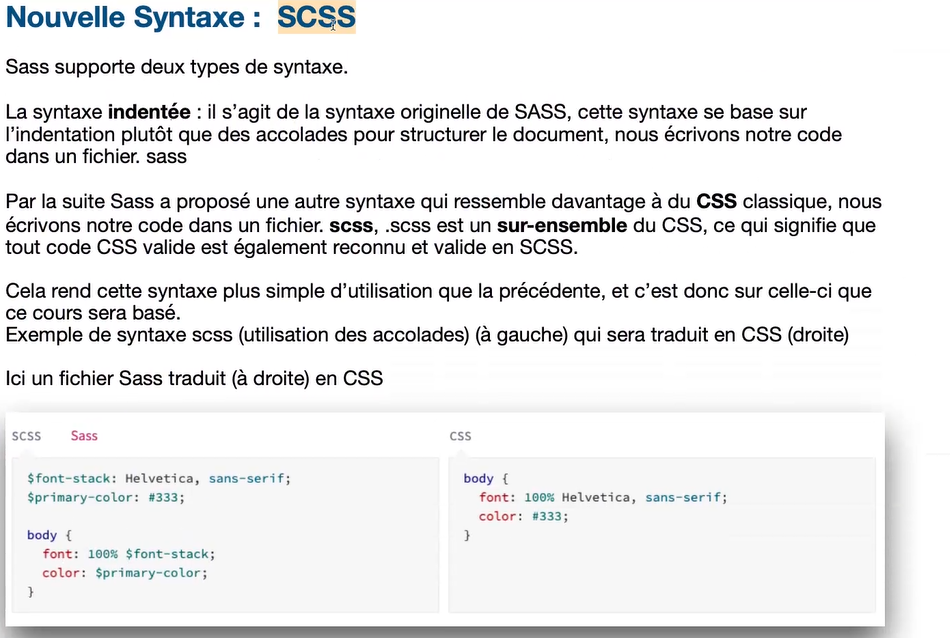 Nouvelle Syntaxe : SCSS
Sass supporte deux types de syntaxe.
La syntaxe indentée : il s’agit de la syntaxe originelle de SASS, cette syntaxe se base sur
l’indentation plutôt que des accolades pour structurer le document, nous écrivons notre code
dans un fichier. sass
Par la suite Sass a proposé une autre syntaxe qui ressemble davantage à du CSS classique, nous
écrivons notre code dans un fichier. scss, .scss est un sur-ensemble du CSS, ce qui signifie que
tout code CSS valide est également reconnu et valide en SCSS.
Cela rend cette syntaxe plus simple d’utilisation que la précédente, et c’est donc sur celle-ci que
ce cours sera basé.
Exemple de syntaxe scss (utilisation des accolades) (à gauche) qui sera traduit en CSS (droite)
Ici un fichier Sass traduit (à droite) en CSS
SCSS Sass
$font-stack: Helvetica, sans-serif;
$primary-color: #333;
body {
font: 100% $font-stack;
color: $primary-color;
}
CSS
body {
font: 100% Helvetica, sans-serif;
color: #333;
}